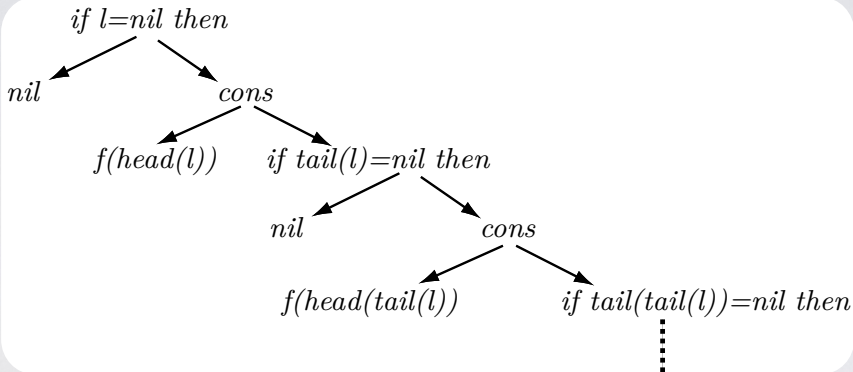 if l=nil then
nil
cons
f(head(l))
if tail(l)=nil then
nil
cons
f(head(tail(l))
if tail(tail(l))=nil then